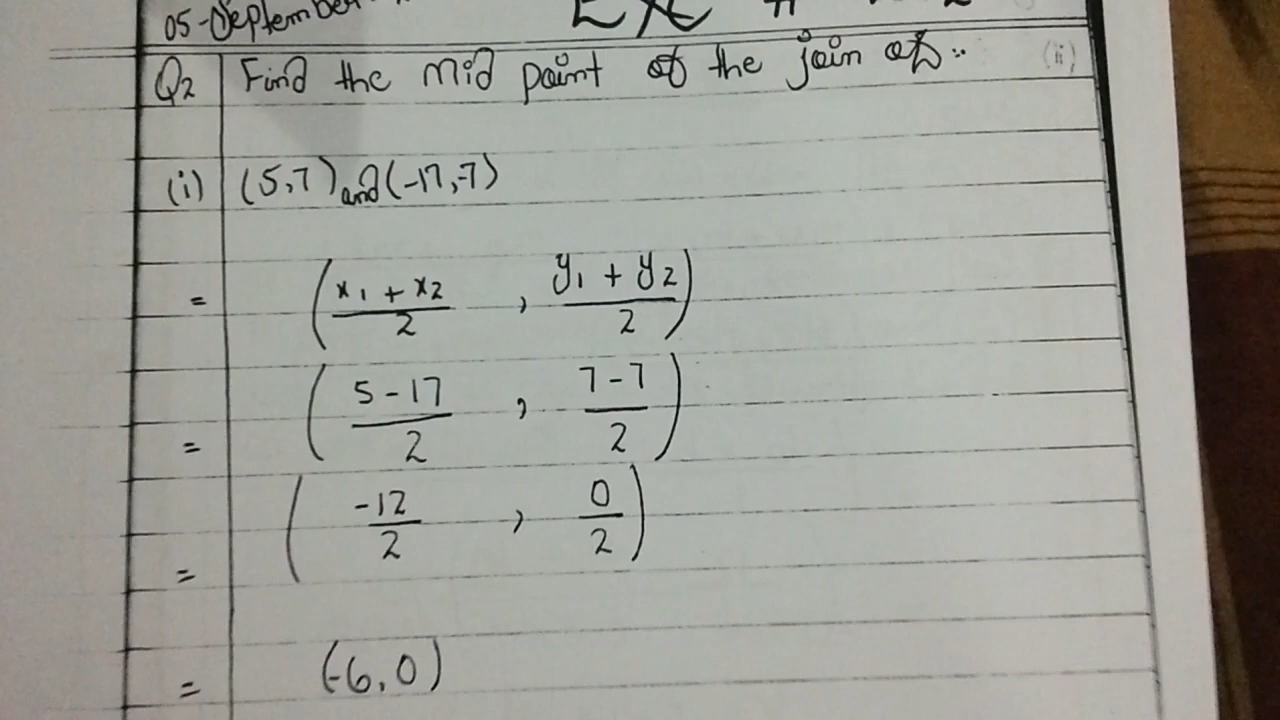 05-September
Q2 Find the mid point of the join of:-
(i) (5,7) and (-17,-7)
= (x1 + x2 / 2 , y1 + y2 / 2)
= (5 - 17 / 2 , 7 - 7 / 2)
= (-12 / 2 , 0 / 2)
= (-6, 0)
(ii)